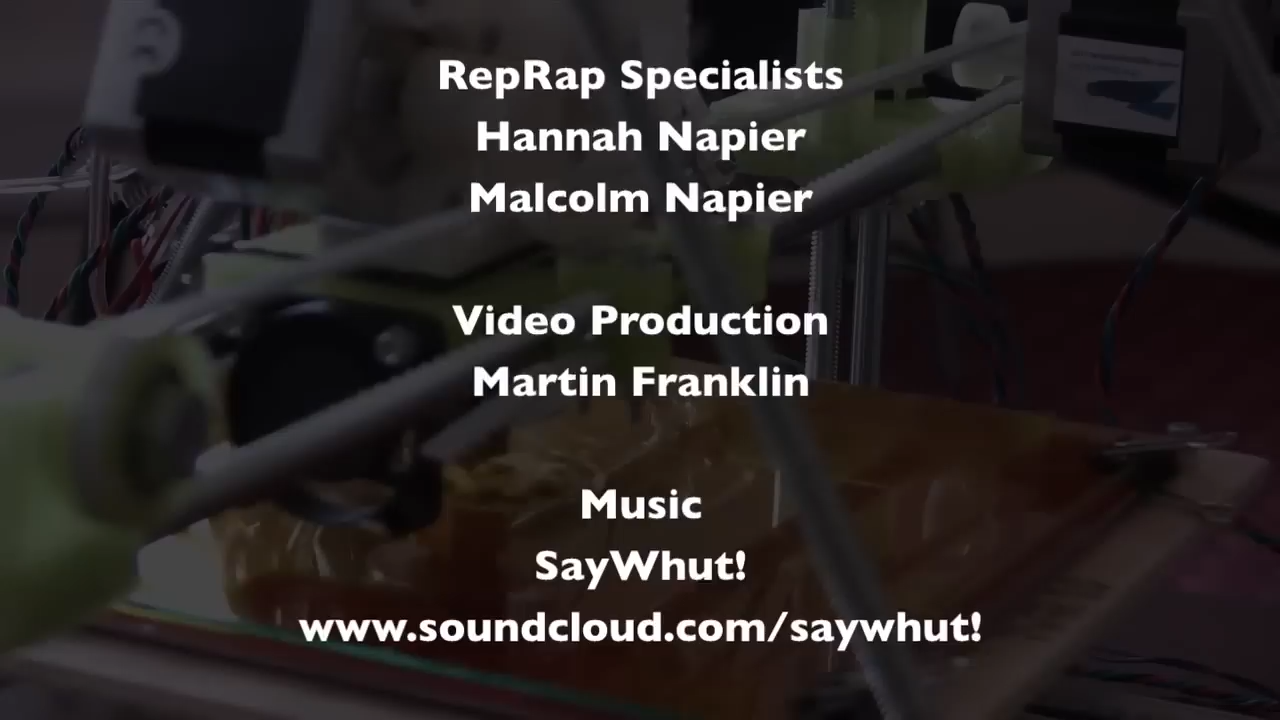 RepRap Specialists
Hannah Napier
Malcolm Napier
Video Production
Martin Franklin
Music
SayWhut!
www.soundcloud.com/saywhut!